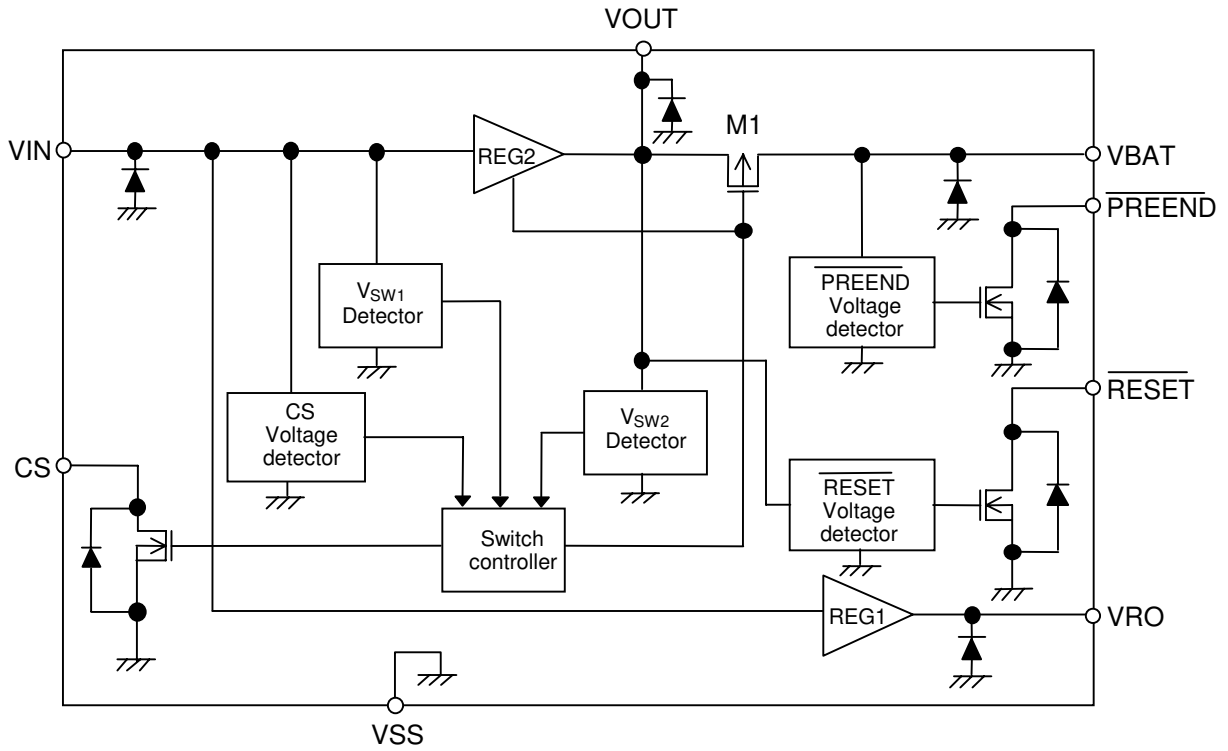 VOUT
M1
VIN
REG2
VBAT
PREEND
VSW1
Detector
PREEND
Voltage
detector
RESET
CS
Voltage
detector
VSW2
Detector
CS
RESET
Voltage
detector
Switch
controller
REG1
VRO
VSS